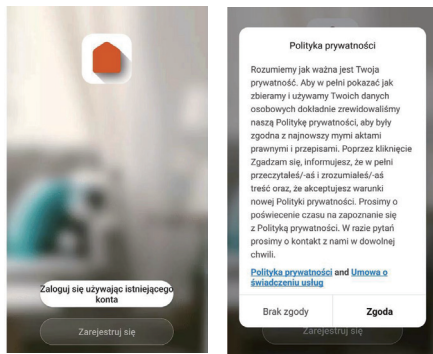 Zaloguj się używając istniejącego
konta
Zarejestruj się
Polityka prywatności
Rozumiemy jak ważna jest Twoja
prywatność. Aby w pełni pokazać jak
zbieramy i używamy Twoich danych
osobowych dokładnie zrewidowaliśmy
naszą Politykę prywatności, aby były
zgodna z najnowszy mymi aktami
prawnymi i przepisami. Poprzez kliknięcie
Zgadzam się, informujesz, że w pełni
przeczytałeś/-aś i zrozumiałeś/-aś
treść oraz, że akceptujesz warunki
nowej Polityki prywatności. Prosimy o
poświecenie czasu na zapoznanie się
z Polityką prywatności. W razie pytań
prosimy o kontakt z nami w dowolnej
chwili.
Polityka prywatności and Umowa o
świadczeniu usług
Brak zgody Zgoda
Zarejestruj się